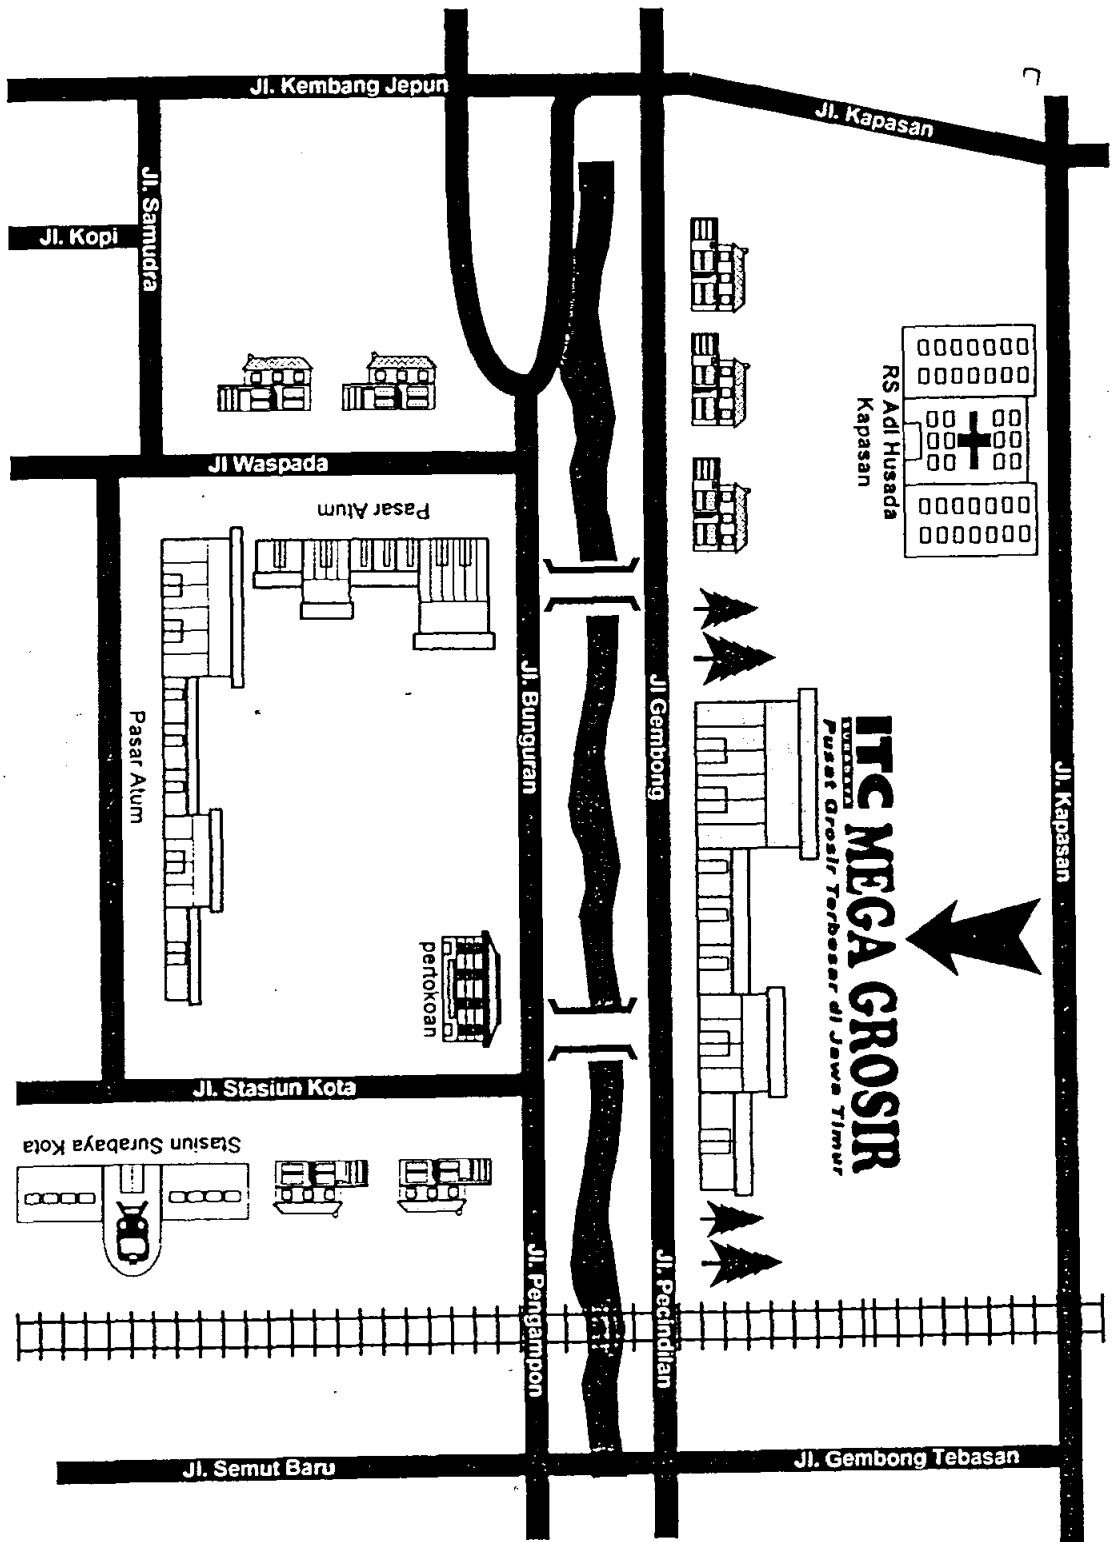 Jl. Kembang Jepun
Jl. Kapasan
Jl. Samudra
Jl. Kopi
RS Adi Husada
Kapasan
Jl Waspada
Pasar Atum
Jl. Bunguran
Jl Gembong
ITC MEGA GROSIR
SURABAYA
Pusat Grosir Terbesar di Jawa Timur
Jl. Kapasan
Pasar Atum
pertokoan
Jl. Stasiun Kota
Stasiun Surabaya Kota
Jl. Pengampon
Jl. Pecindilan
Jl. Semut Baru
Jl. Gembong Tebasan